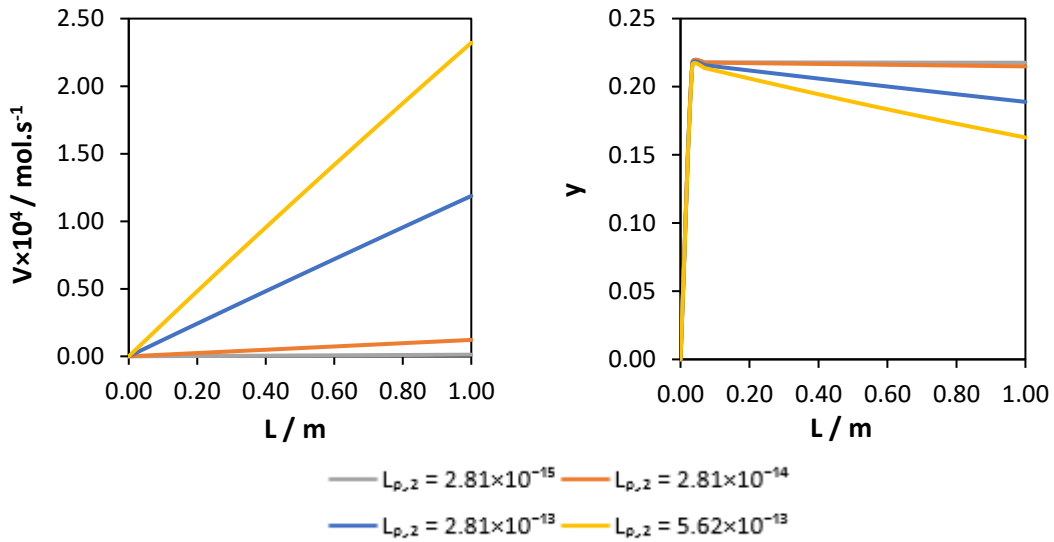 V×10⁴ / mol.s⁻¹
2.50
2.00
1.50
1.00
0.50
0.00
0.00 0.20 0.40 0.60 0.80 1.00
L / m
y
0.25
0.20
0.15
0.10
0.05
0.00
0.00 0.20 0.40 0.60 0.80 1.00
L / m
Lₚ,₂ = 2.81×10⁻¹⁵ Lₚ,₂ = 2.81×10⁻¹⁴
Lₚ,₂ = 2.81×10⁻¹³ Lₚ,₂ = 5.62×10⁻¹³